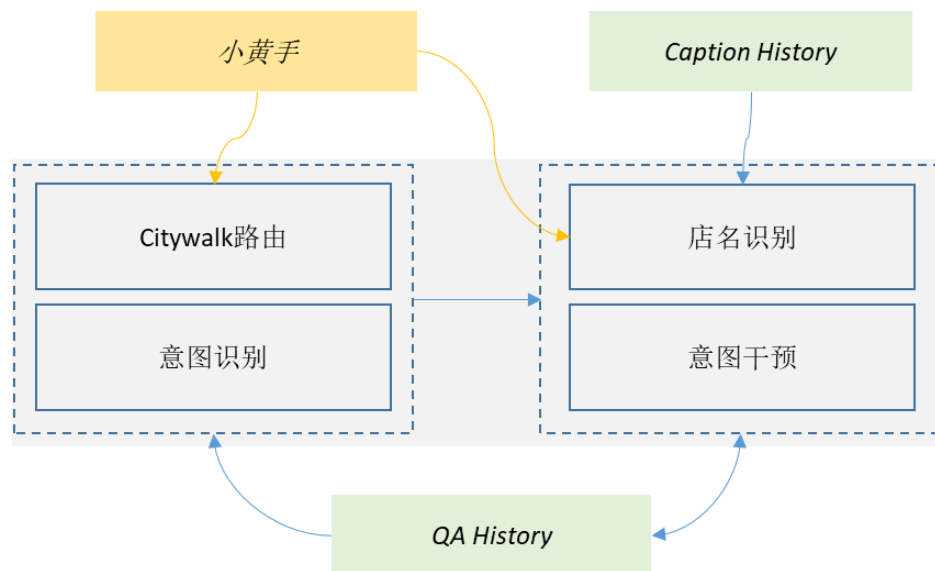 小黄手
Caption History
Citywalk路由
店名识别
意图识别
意图干预
QA History